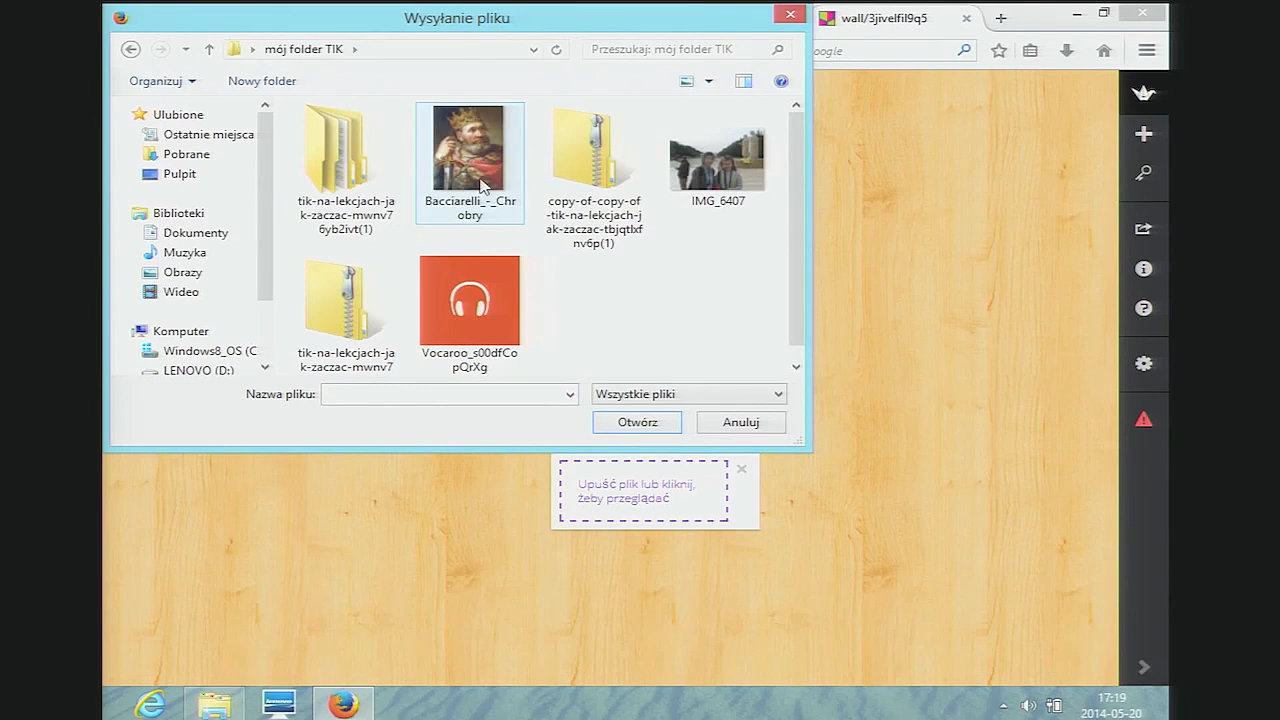 Wysyłanie pliku
wall/3jivelfil9q5
mój folder TIK
Przeszukaj: mój folder TIK
oogle
Organizuj
Nowy folder
Ulubione
Ostatnie miejsca
Pobrane
Pulpit
Biblioteki
Dokumenty
Muzyka
Obrazy
Wideo
Komputer
Windows8_OS (C
LENOVO (D:)
tik-na-lekcjach-ja
k-zaczac-mwnv7
6yb2ivt(1)
Bacciarelli_-_Chr
obry
copy-of-copy-of
-tik-na-lekcjach-j
ak-zaczac-tbjqtlxf
nv6p(1)
IMG_6407
tik-na-lekcjach-ja
k-zaczac-mwnv7
Vocaroo_s00dfCo
pQrXg
Nazwa pliku:
Wszystkie pliki
Otwórz
Anuluj
Upuść plik lub kliknij,
żeby przeglądać
17:19
2014-05-20